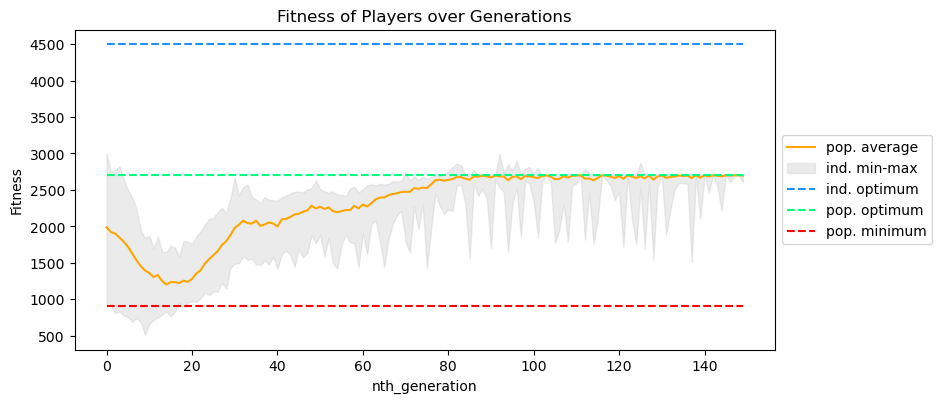 Fitness of Players over Generations
Fitness
4500
4000
3500
3000
2500
2000
1500
1000
500
0
20
40
60
80
100
120
140
nth_generation
pop. average
ind. min-max
ind. optimum
pop. optimum
pop. minimum